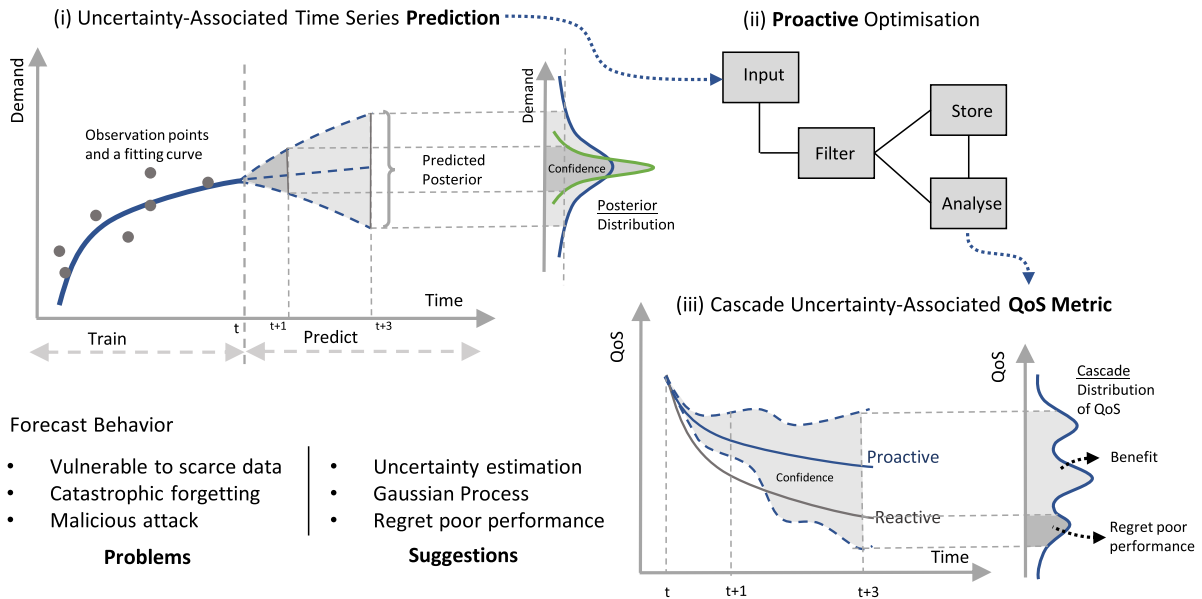 (i) Uncertainty-Associated Time Series Prediction
Demand
Observation points
and a fitting curve
Predicted
Posterior
Time
t
t+1
t+3
Train
Predict
Demand
Confidence
Posterior
Distribution
(ii) Proactive Optimisation
Input
Filter
Store
Analyse
(iii) Cascade Uncertainty-Associated QoS Metric
QoS
Proactive
Confidence
Reactive
Time
t
t+1
t+3
QoS
Cascade
Distribution
of QoS
Benefit
Regret poor
performance
Forecast Behavior
• Vulnerable to scarce data
• Catastrophic forgetting
• Malicious attack
Problems
• Uncertainty estimation
• Gaussian Process
• Regret poor performance
Suggestions